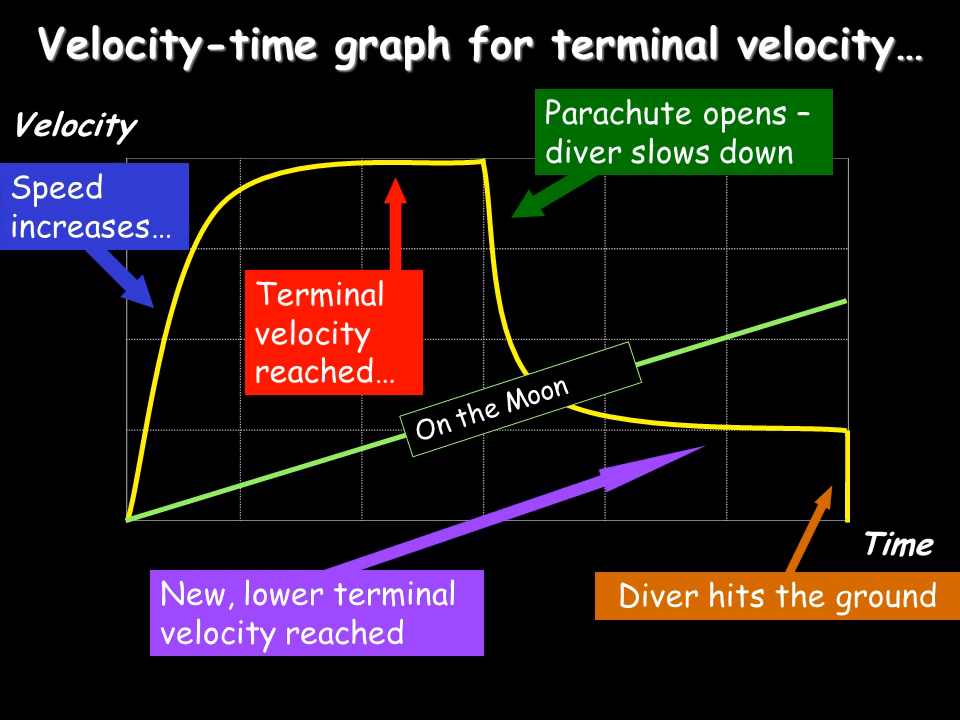 Velocity-time graph for terminal velocity…
Velocity
Parachute opens –
diver slows down
Speed
increases…
Terminal
velocity
reached…
On the Moon
Time
New, lower terminal
velocity reached
Diver hits the ground